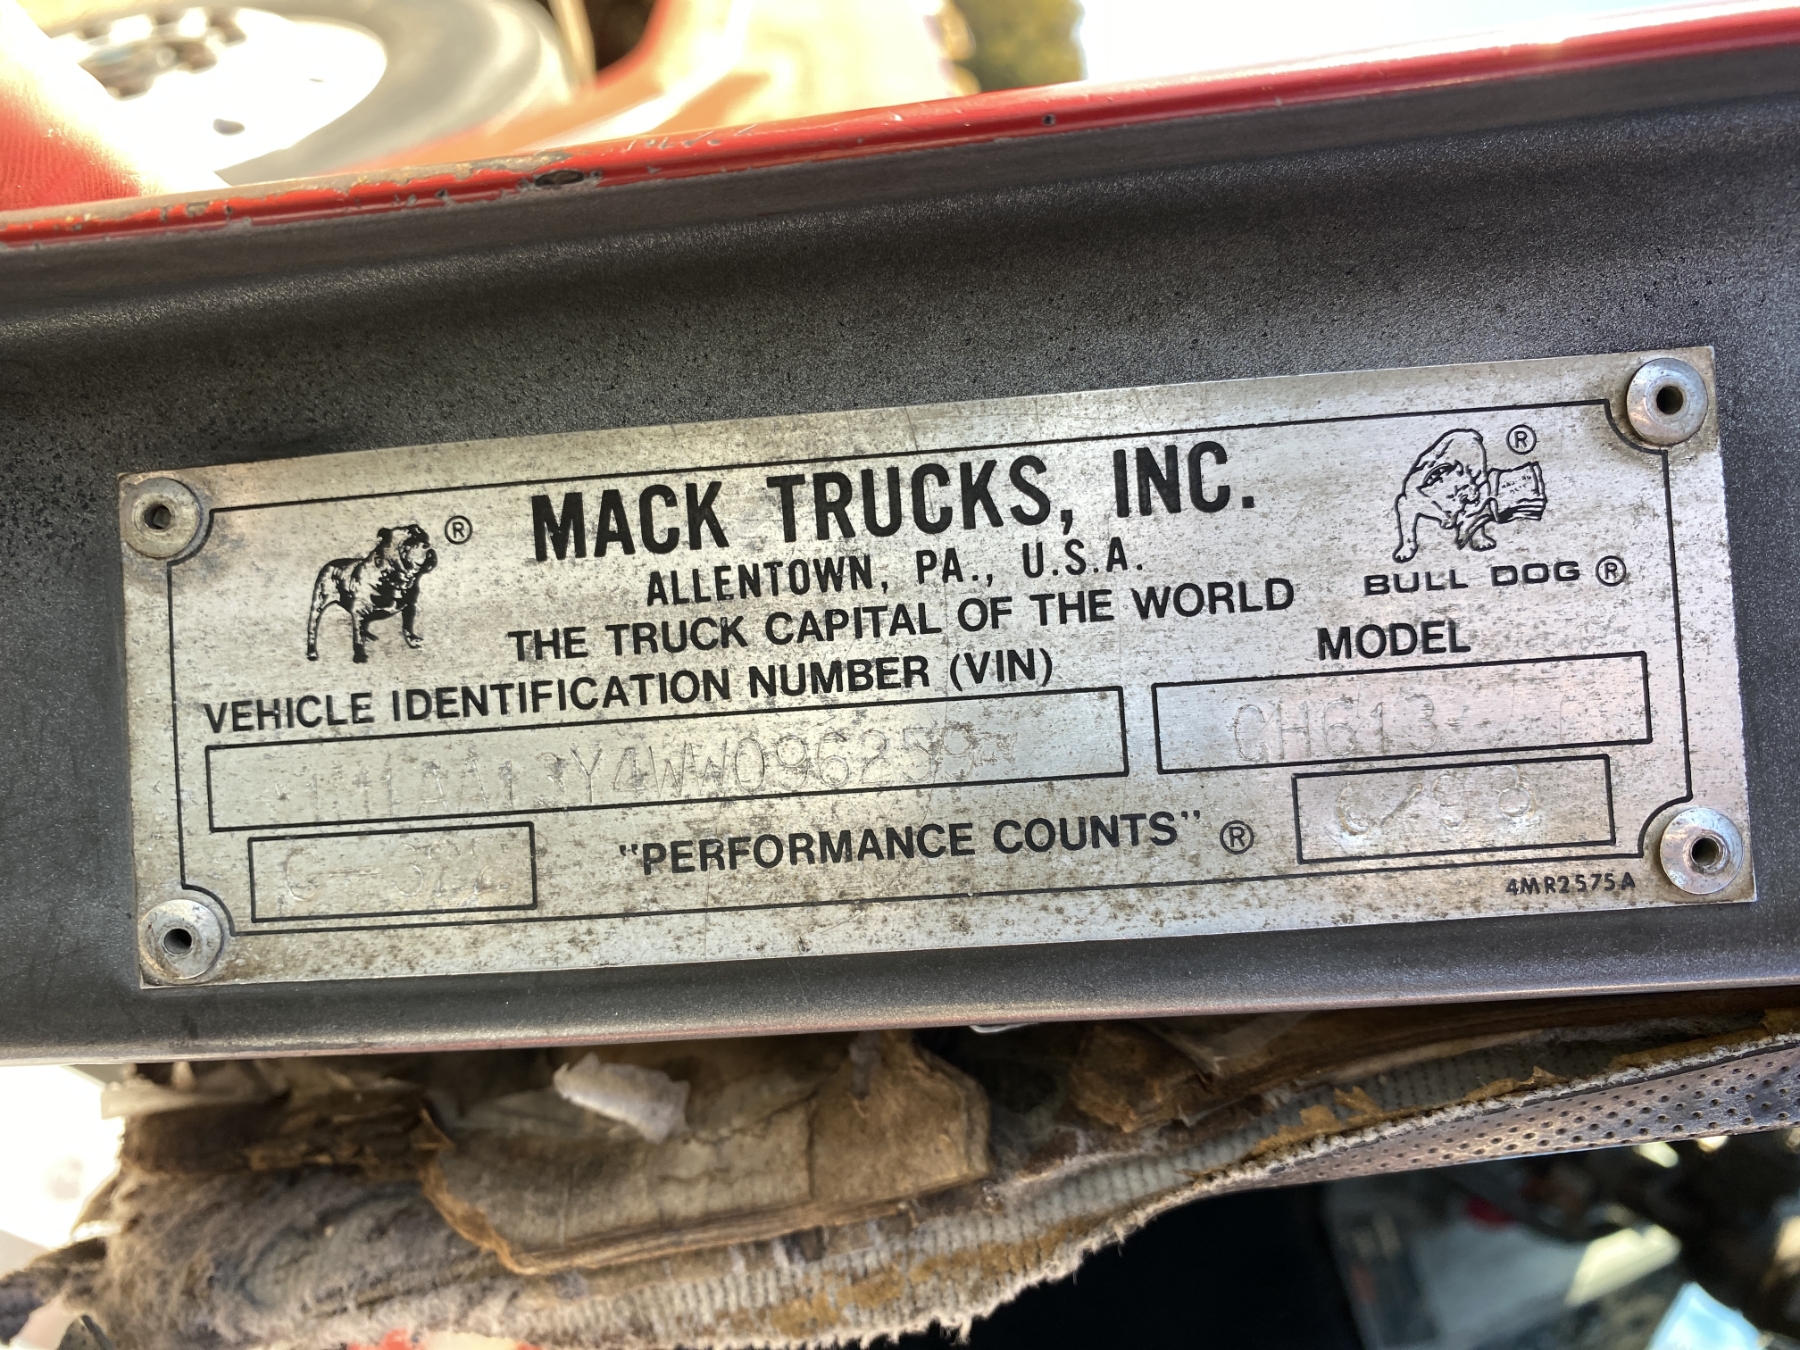 MACK TRUCKS, INC.
ALLENTOWN, PA., U.S.A.
THE TRUCK CAPITAL OF THE WORLD
®
® BULL DOG ®
VEHICLE IDENTIFICATION NUMBER (VIN)
MODEL
CH613
"PERFORMANCE COUNTS" ®
4MR2575A